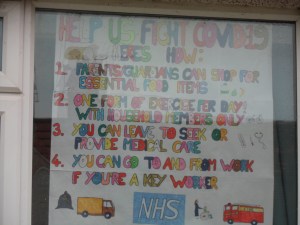 HELP US FIGHT COVID19
HERES HOW:
1. PARENTS/GUARDIANS CAN SHOP FOR
ESSENTIAL FOOD ITEMS
2. ONE FORM OF EXERCISE PER DAY!
WITH HOUSEHOLD MEMBERS ONLY
3. YOU CAN LEAVE TO SEEK OR
PROVIDE MEDICAL CARE
4. YOU CAN GO TO AND FROM WORK
IF YOU'RE A KEY WORKER
NHS